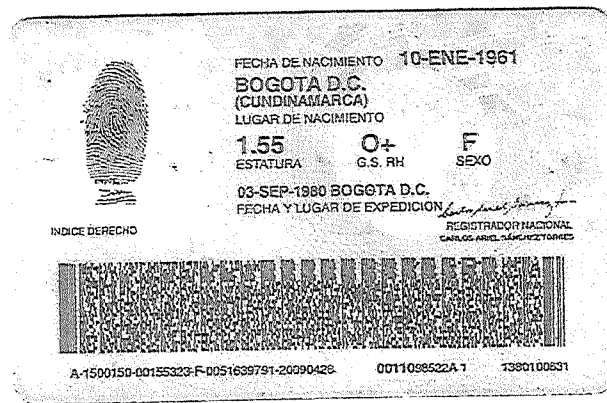 FECHA DE NACIMIENTO 10-ENE-1961
BOGOTA D.C.
(CUNDINAMARCA)
LUGAR DE NACIMIENTO
1.55 O+ F
ESTATURA G.S. RH SEXO
03-SEP-1980 BOGOTA D.C.
FECHA Y LUGAR DE EXPEDICION
INDICE DERECHO
REGISTRADOR NACIONAL
CARLOS ARIEL SÁNCHEZ TORRES
A-1500150-00155323-F-0051639791-20090428 0011098522A 1 1380100631